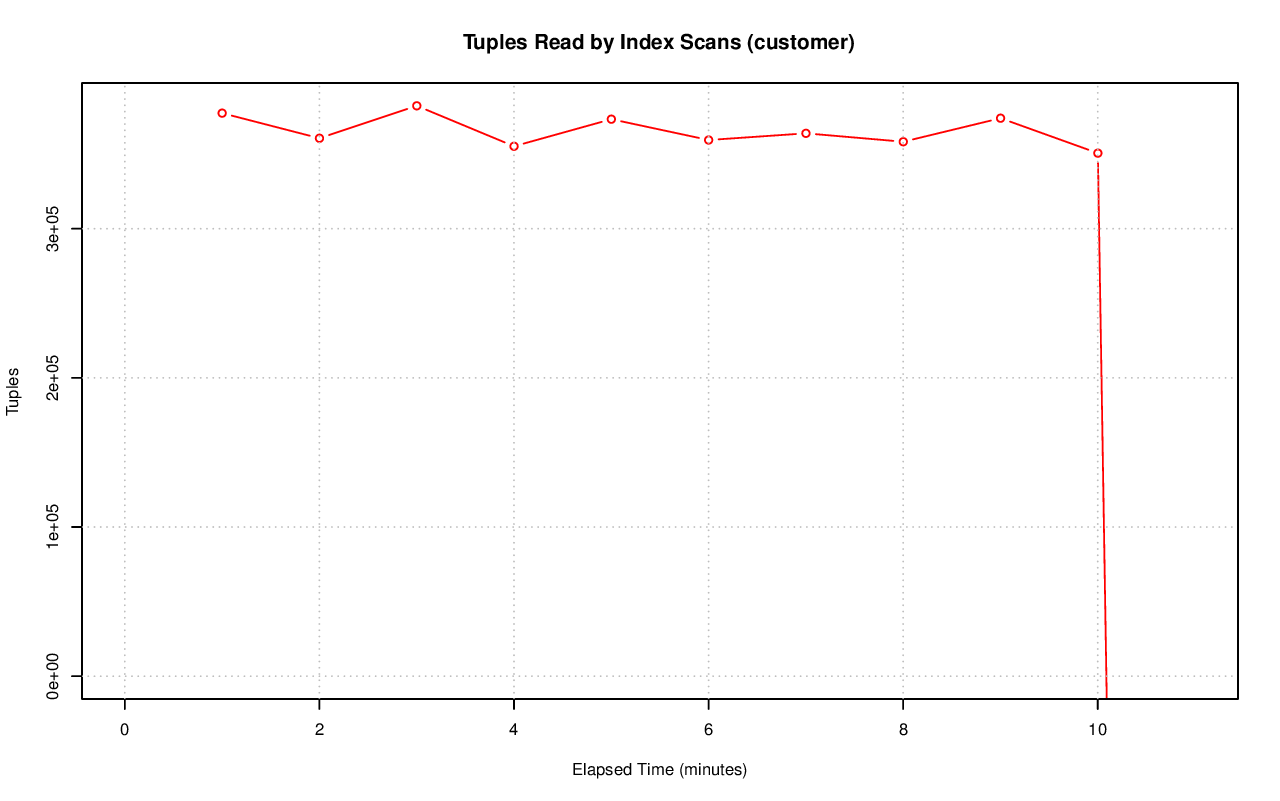 Tuples Read by Index Scans (customer)
Tuples
3e+05
2e+05
1e+05
0e+00
0 2 4 6 8 10
Elapsed Time (minutes)